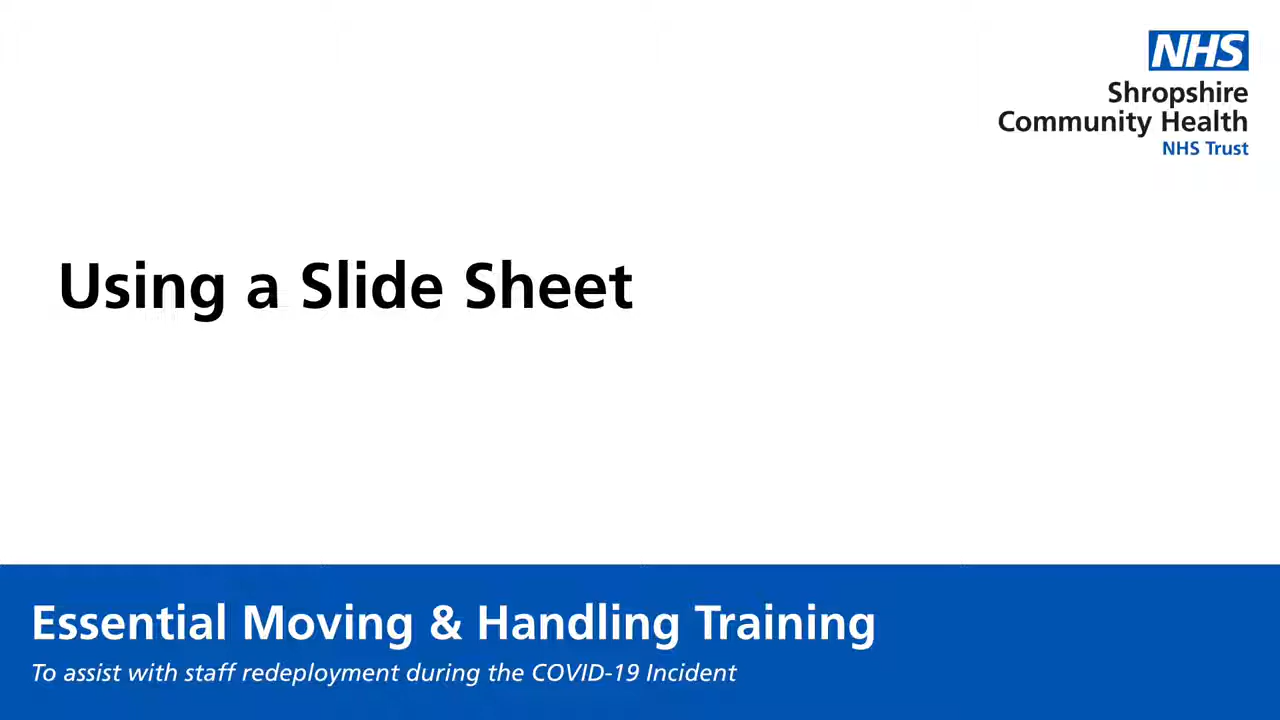 NHS
Shropshire
Community Health
NHS Trust
Using a Slide Sheet
Essential Moving & Handling Training
To assist with staff redeployment during the COVID-19 Incident